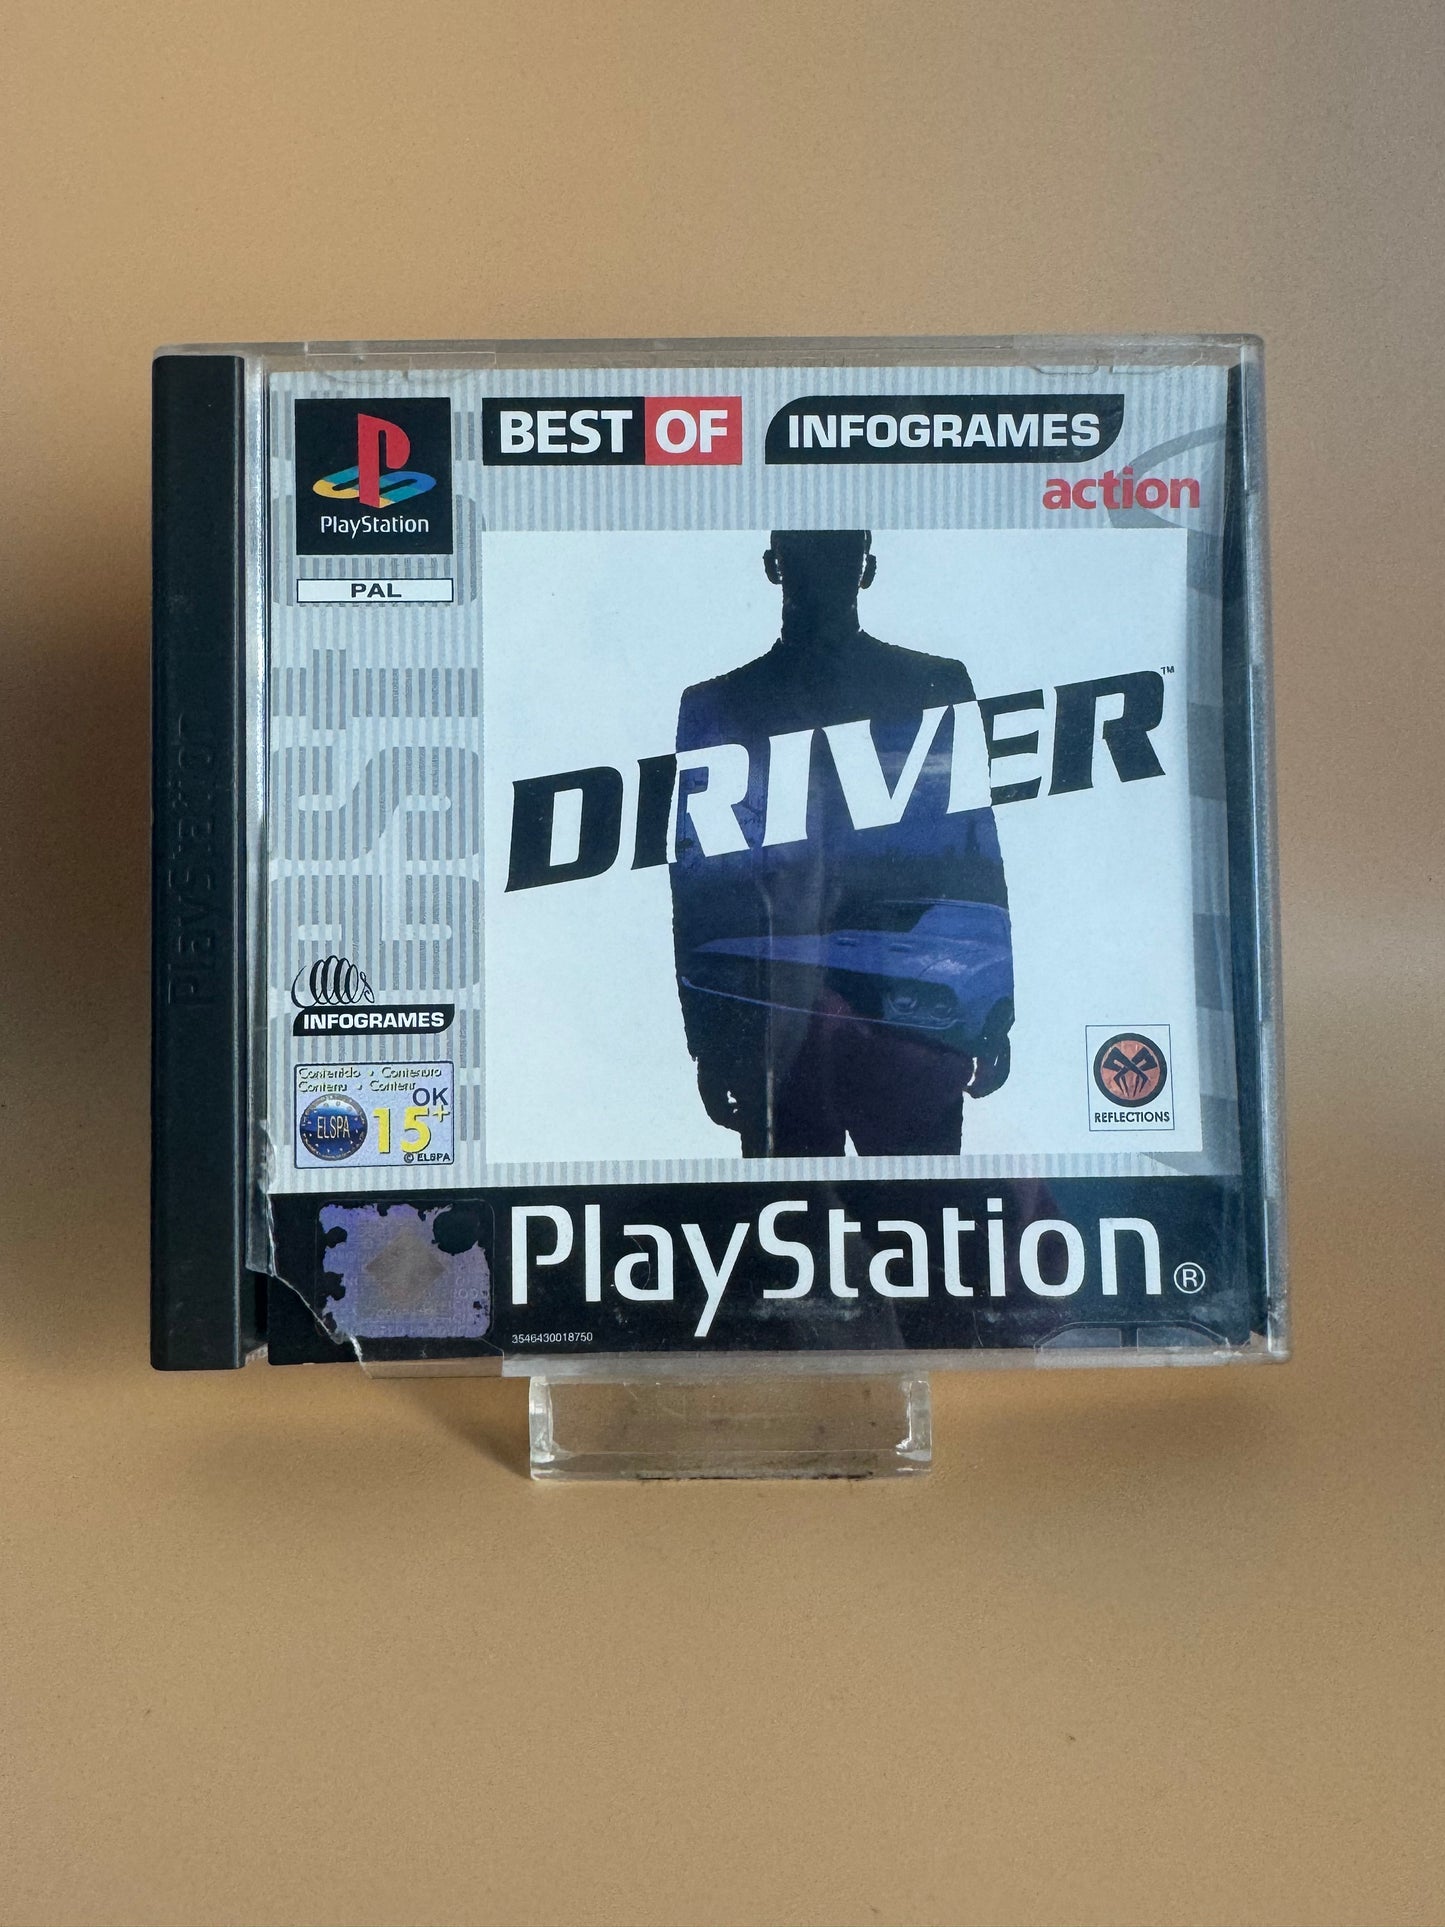 BEST OF INFOGRAMES
action
PlayStation
PAL
DRIVER™
PlayStation
INFOGRAMES
Contenido • Contenuto
Contenu • Content
OK
ELSPA 15+
© ELSPA
REFLECTIONS
PlayStation®
3546430018750